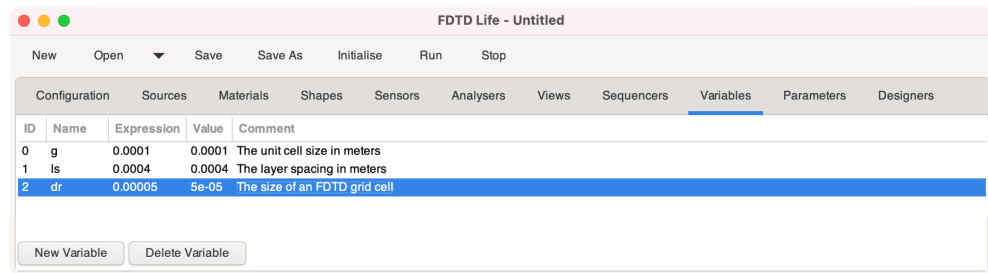 FDTD Life - Untitled
New Open Save Save As Initialise Run Stop
Configuration Sources Materials Shapes Sensors Analysers Views Sequencers Variables Parameters Designers
ID Name Expression Value Comment
0 g 0.0001 0.0001 The unit cell size in meters
1 ls 0.0004 0.0004 The layer spacing in meters
2 dr 0.00005 5e-05 The size of an FDTD grid cell
New Variable Delete Variable